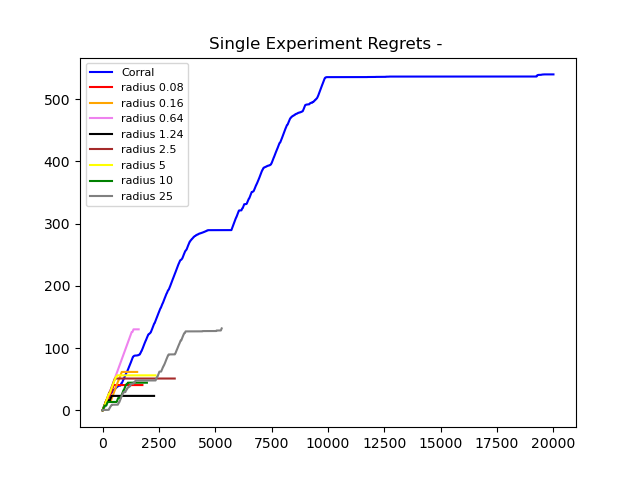 Single Experiment Regrets -
Corral
radius 0.08
radius 0.16
radius 0.64
radius 1.24
radius 2.5
radius 5
radius 10
radius 25
500
400
300
200
100
0
0 2500 5000 7500 10000 12500 15000 17500 20000